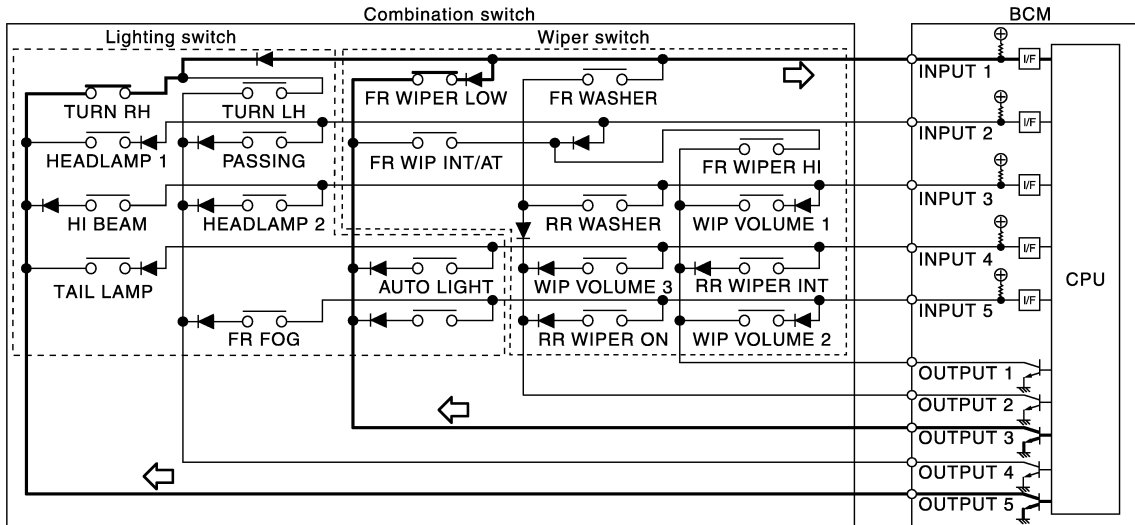 Combination switch
BCM
Lighting switch
Wiper switch
INPUT 1
I/F
TURN RH
TURN LH
FR WIPER LOW
FR WASHER
INPUT 2
I/F
HEADLAMP 1
PASSING
FR WIP INT/AT
FR WIPER HI
INPUT 3
I/F
HI BEAM
HEADLAMP 2
RR WASHER
WIP VOLUME 1
INPUT 4
I/F
CPU
TAIL LAMP
AUTO LIGHT
WIP VOLUME 3
RR WIPER INT
INPUT 5
I/F
FR FOG
RR WIPER ON
WIP VOLUME 2
OUTPUT 1
OUTPUT 2
OUTPUT 3
OUTPUT 4
OUTPUT 5